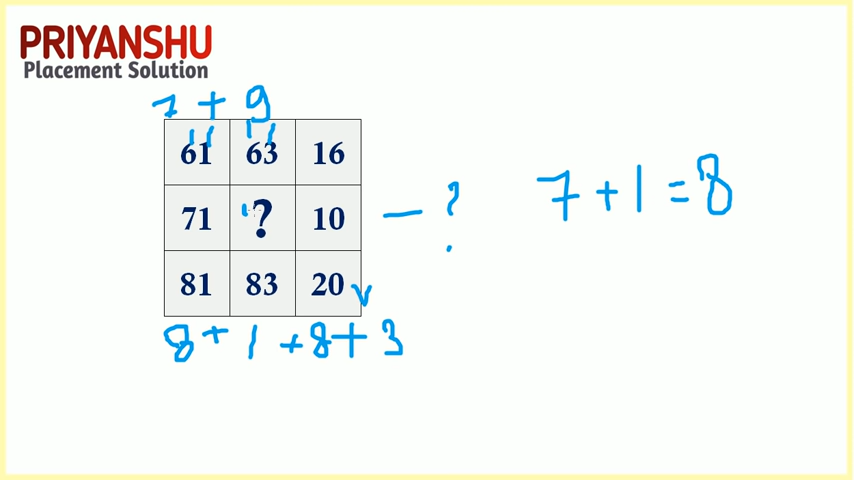 PRIYANSHU
Placement Solution
7 + 9
61 63 16
71 ? 10 — ?
7 + 1 = 8
81 83 20
8 + 1 + 8 + 3